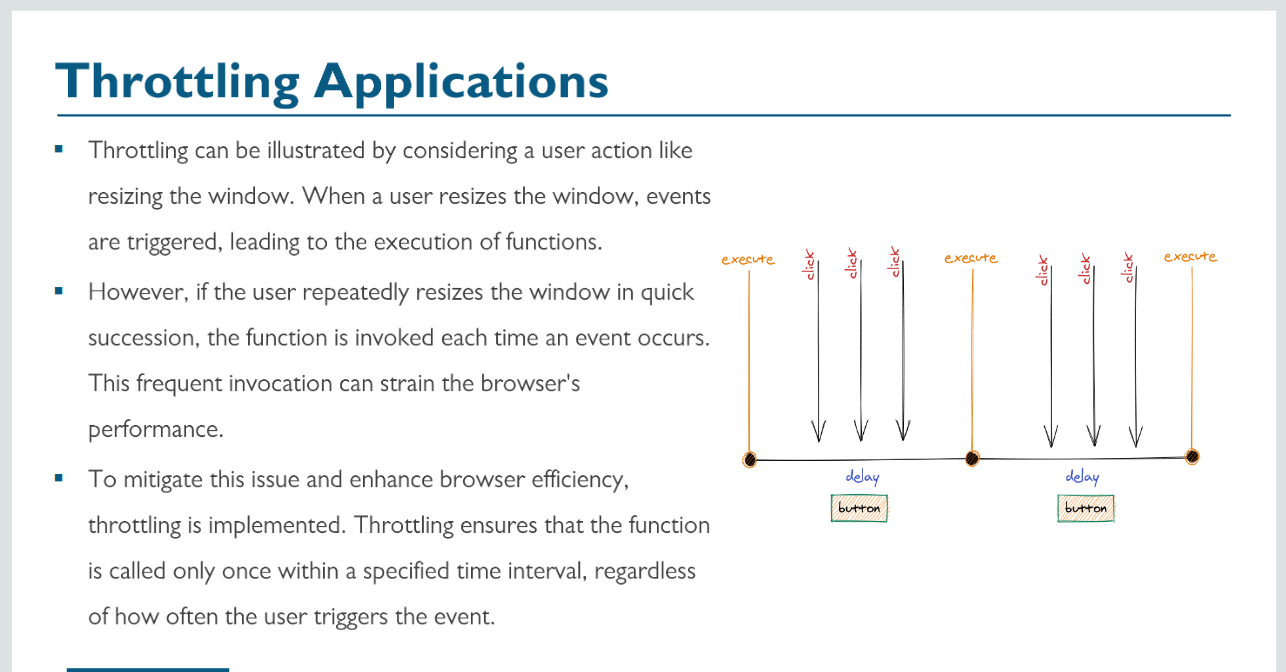 Throttling Applications
Throttling can be illustrated by considering a user action like
resizing the window. When a user resizes the window, events
are triggered, leading to the execution of functions.
However, if the user repeatedly resizes the window in quick
succession, the function is invoked each time an event occurs.
This frequent invocation can strain the browser's
performance.
To mitigate this issue and enhance browser efficiency,
throttling is implemented. Throttling ensures that the function
is called only once within a specified time interval, regardless
of how often the user triggers the event.
execute
click
click
click
execute
click
click
click
execute
delay
delay
button
button